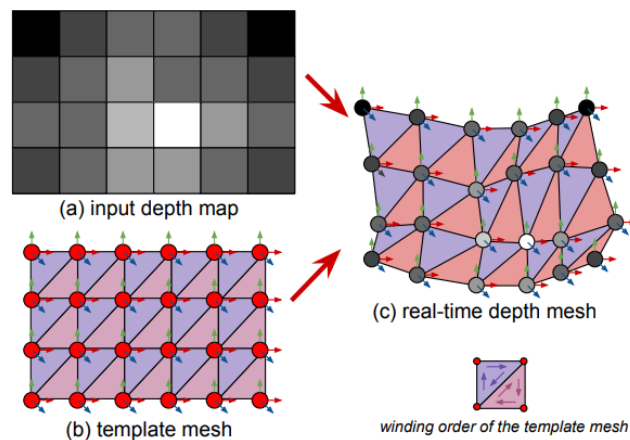 (a) input depth map
(b) template mesh
(c) real-time depth mesh
winding order of the template mesh